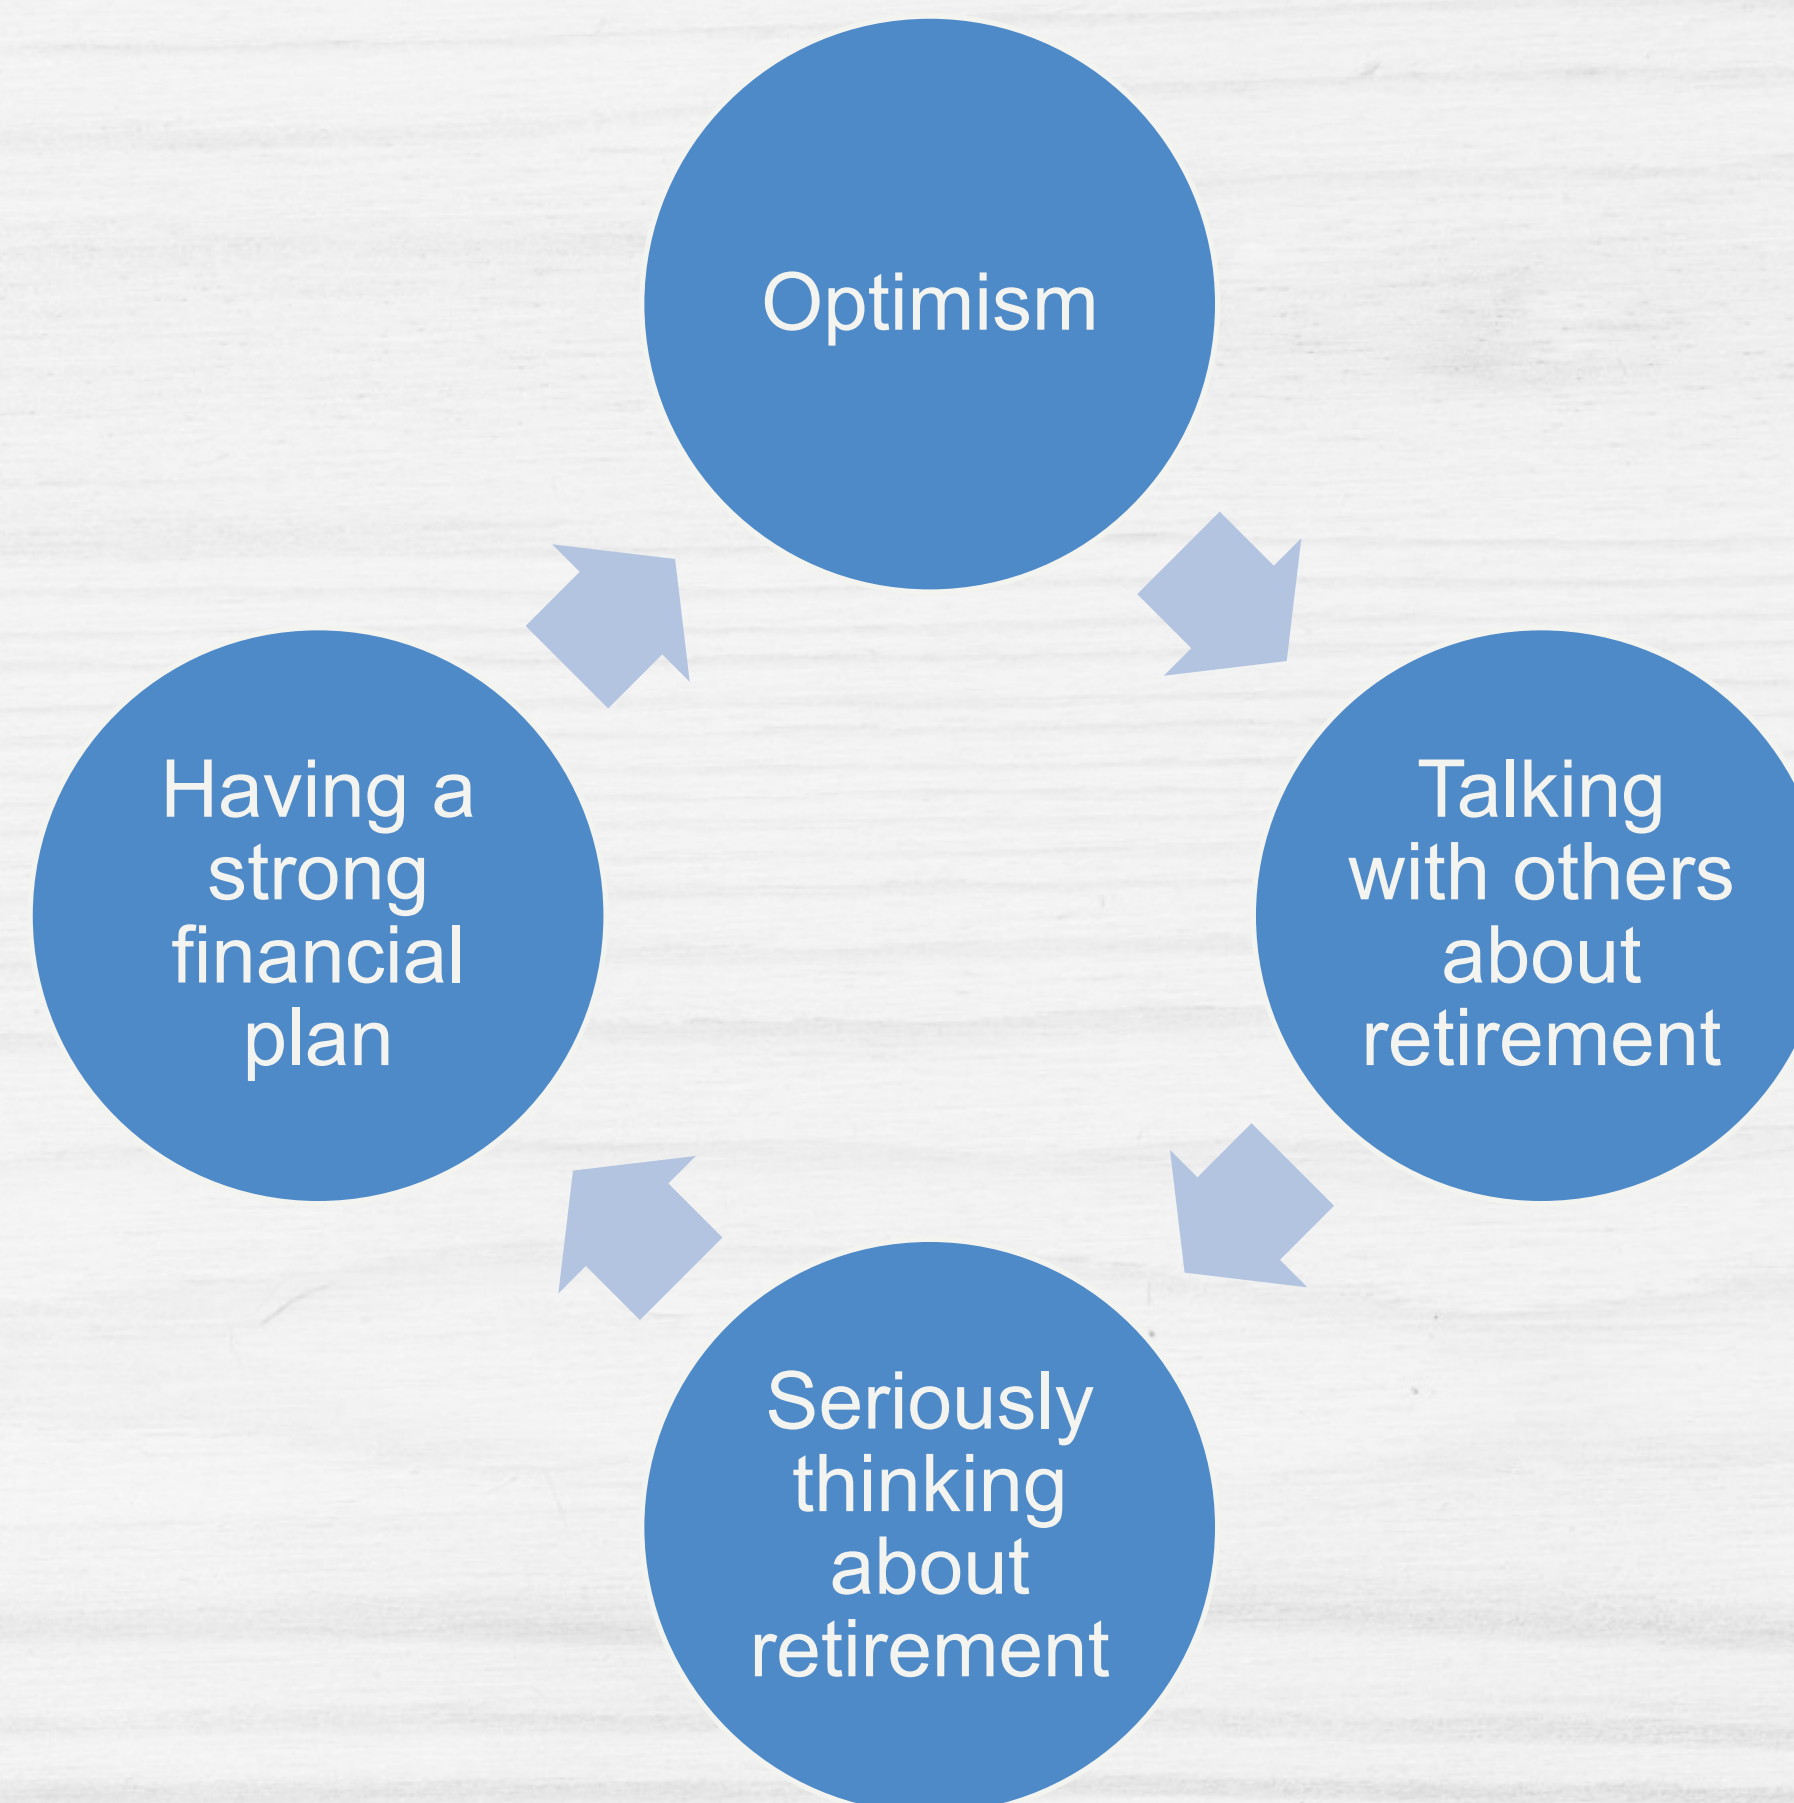 Optimism
Talking
with others
about
retirement
Seriously
thinking
about
retirement
Having a
strong
financial
plan